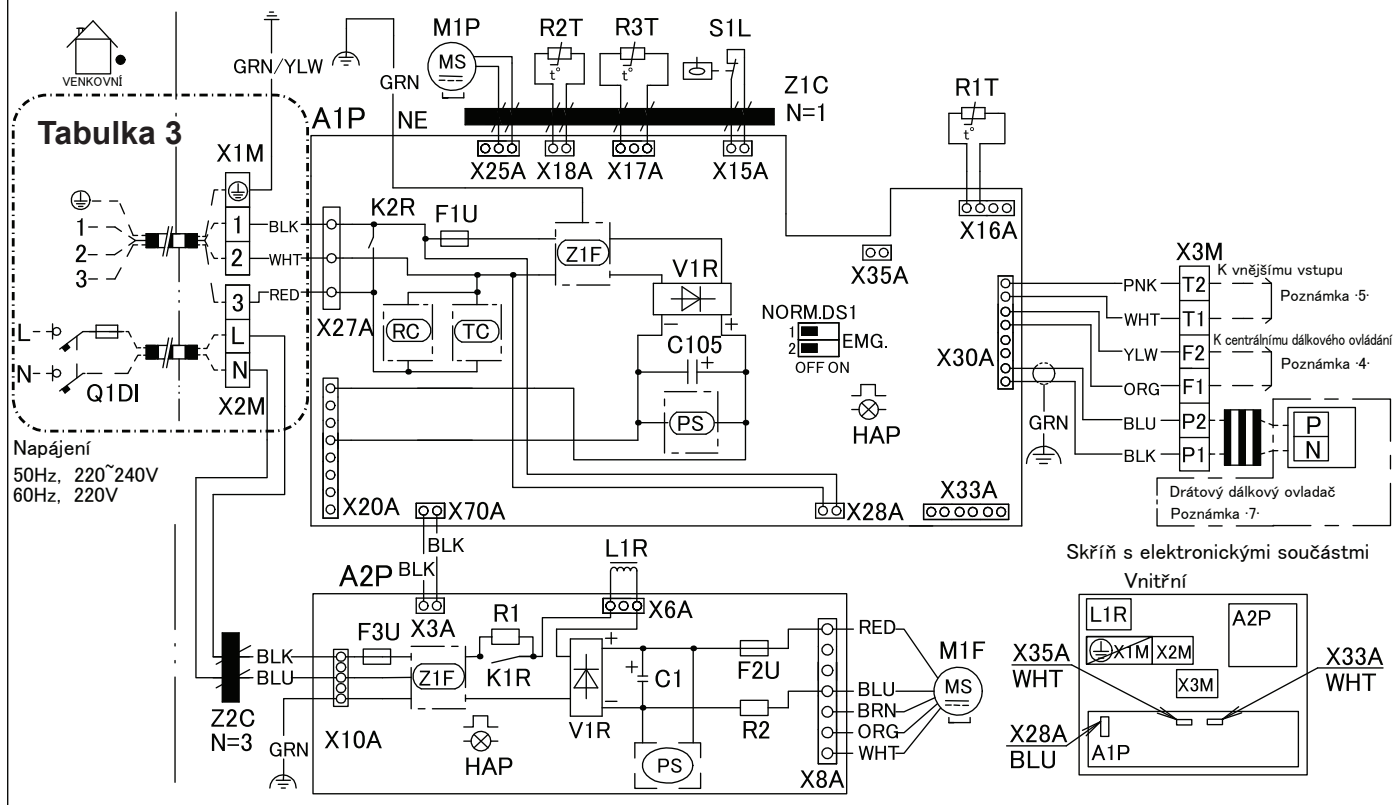 VENKOVNÍ
GRN/YLW
GRN
M1P
MS
R2T
t°
R3T
t°
S1L
Z1C
N=1
R1T
t°
Tabulka 3
A1P
NE
X25A
X18A
X17A
X15A
X16A
X1M
1
2
3
1
2
3
BLK
WHT
RED
K2R
F1U
Z1F
V1R
X35A
X27A
RC
TC
C105
PS
NORM.
DS1
1
2
EMG.
OFF ON
HAP
X30A
PNK
WHT
YLW
ORG
BLU
BLK
GRN
X3M
T2
T1
F2
F1
P2
P1
K vnějšímu vstupu
Poznámka ·5·
K centrálnímu dálkového ovládání
Poznámka ·4·
P
N
Drátový dálkový ovladač
Poznámka ·7·
L
N
Q1DI
L
N
X2M
Napájení
50Hz, 220~240V
60Hz, 220V
X20A
X70A
X28A
X33A
BLK
BLK
L1R
A2P
X3A
X6A
R1
F3U
K1R
Z1F
BLK
BLU
Z2C
N=3
GRN
X10A
HAP
V1R
C1
F2U
R2
PS
X8A
RED
BLU
BRN
ORG
WHT
M1F
MS
Skříň s elektronickými součástmi
Vnitřní
L1R
A2P
X1M
X2M
X3M
X35A
WHT
X33A
WHT
X28A
BLU
A1P